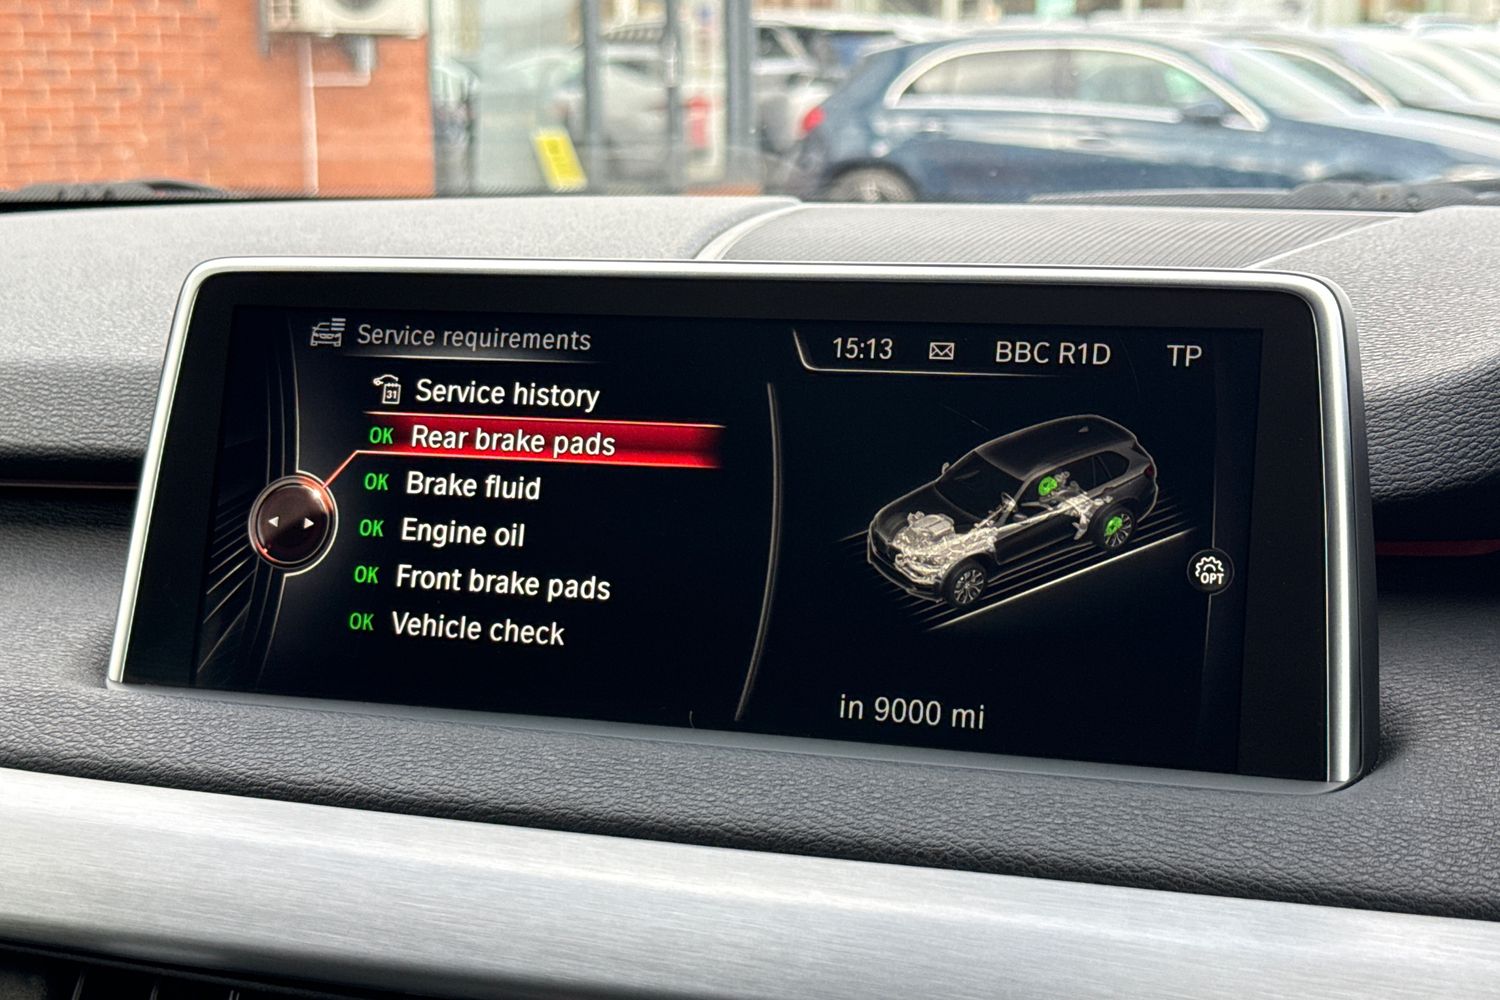 Service requirements
15:13 BBC R1D TP
31 Service history
OK Rear brake pads
OK Brake fluid
OK Engine oil
OK Front brake pads
OK Vehicle check
OPT
in 9000 mi